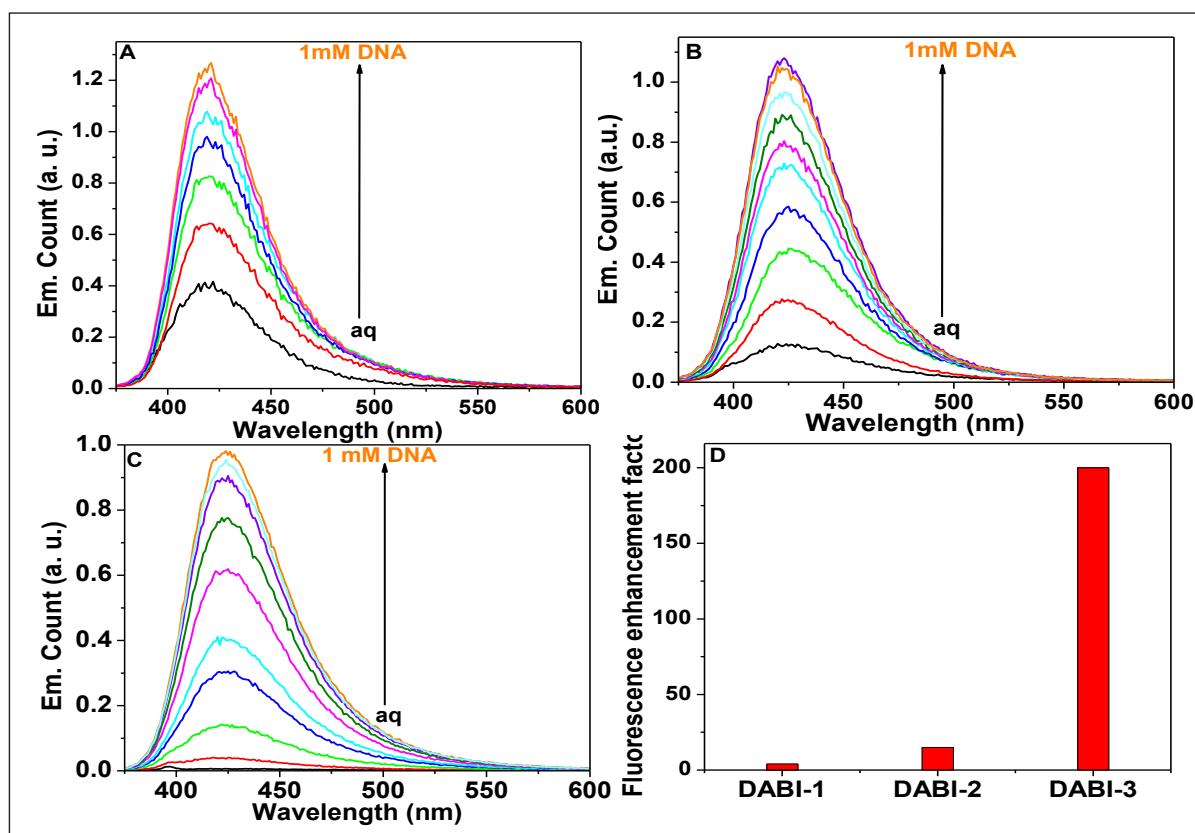 A
1mM DNA
1.2
1.0
0.8
0.6
0.4
0.2
0.0
Em. Count (a. u.)
aq
400 450 500 550 600
Wavelength (nm)
B
1mM DNA
1.0
0.8
0.6
0.4
0.2
0.0
Em. Count (a.u.)
aq
400 450 500 550 600
Wavelength (nm)
C
1 mM DNA
1.0
0.8
0.6
0.4
0.2
0.0
Em. Count (a. u.)
aq
400 450 500 550 600
Wavelength (nm)
D
200
150
100
50
0
Fluorescence enhancement facto
DABI-1 DABI-2 DABI-3